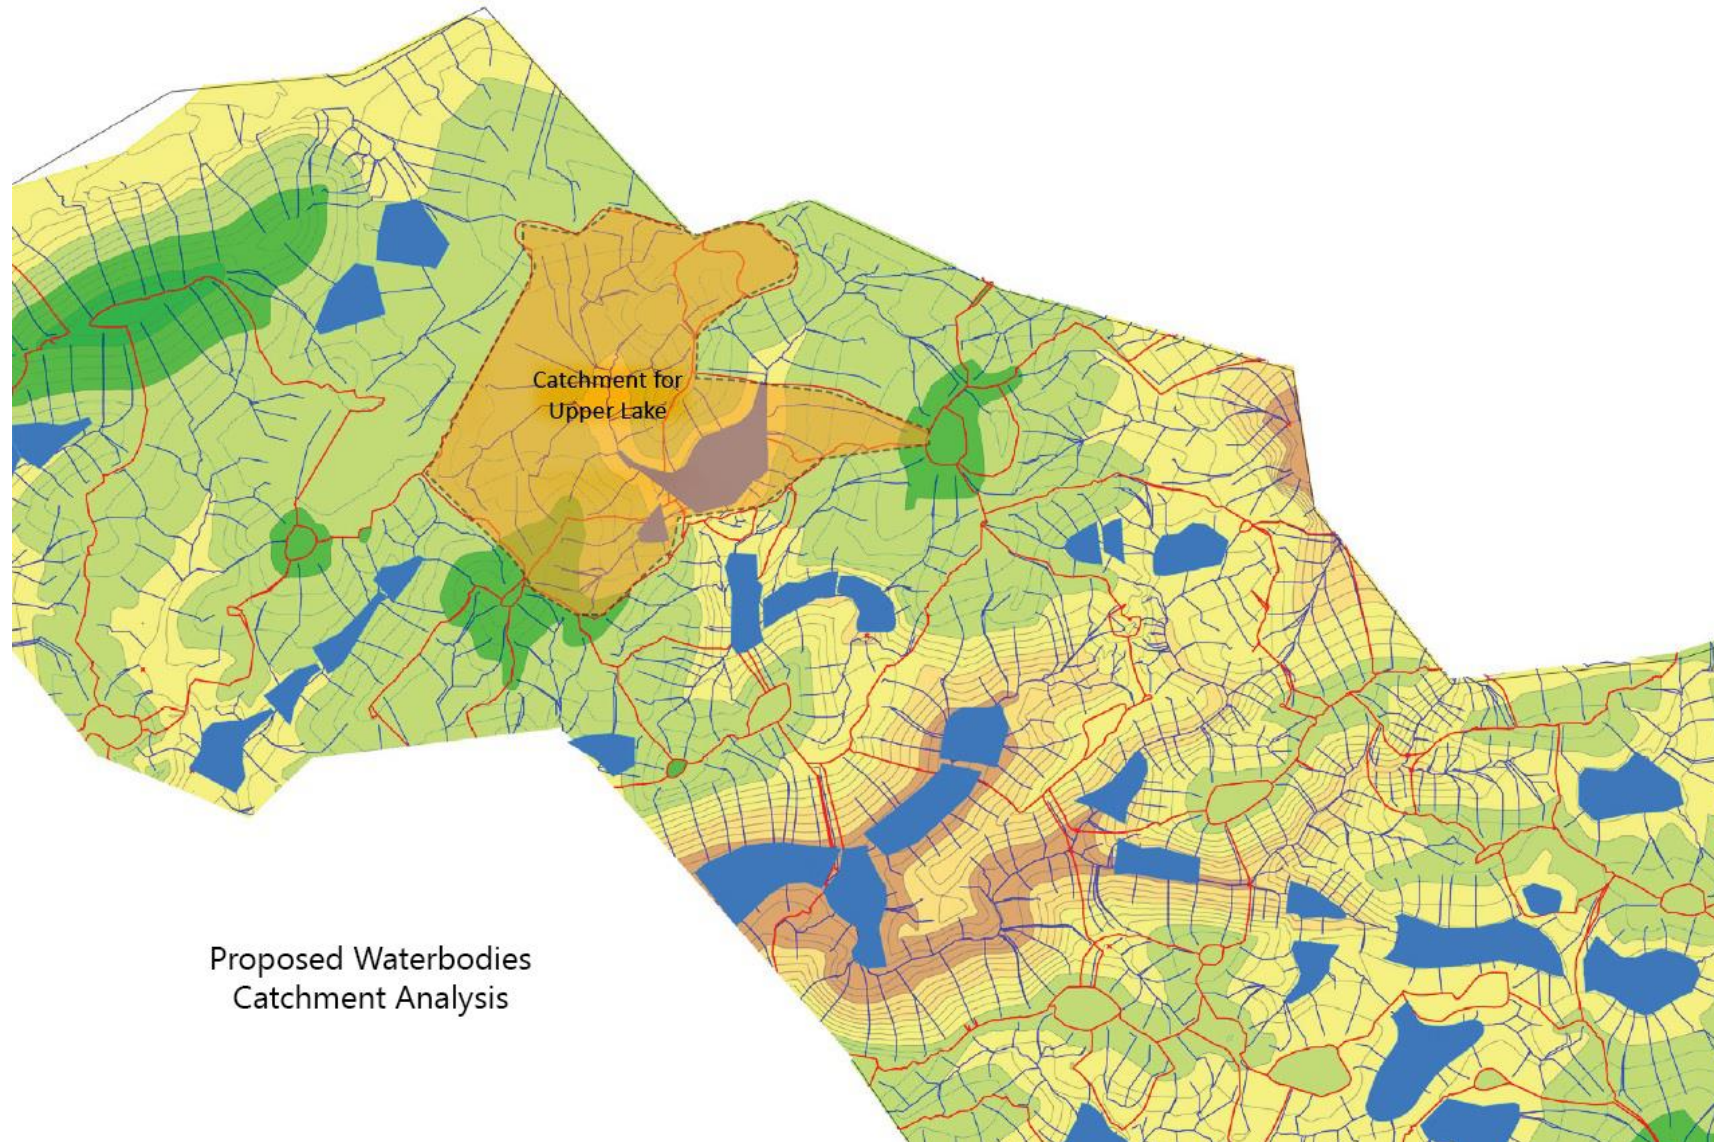 Catchment for
Upper Lake
Proposed Waterbodies
Catchment Analysis